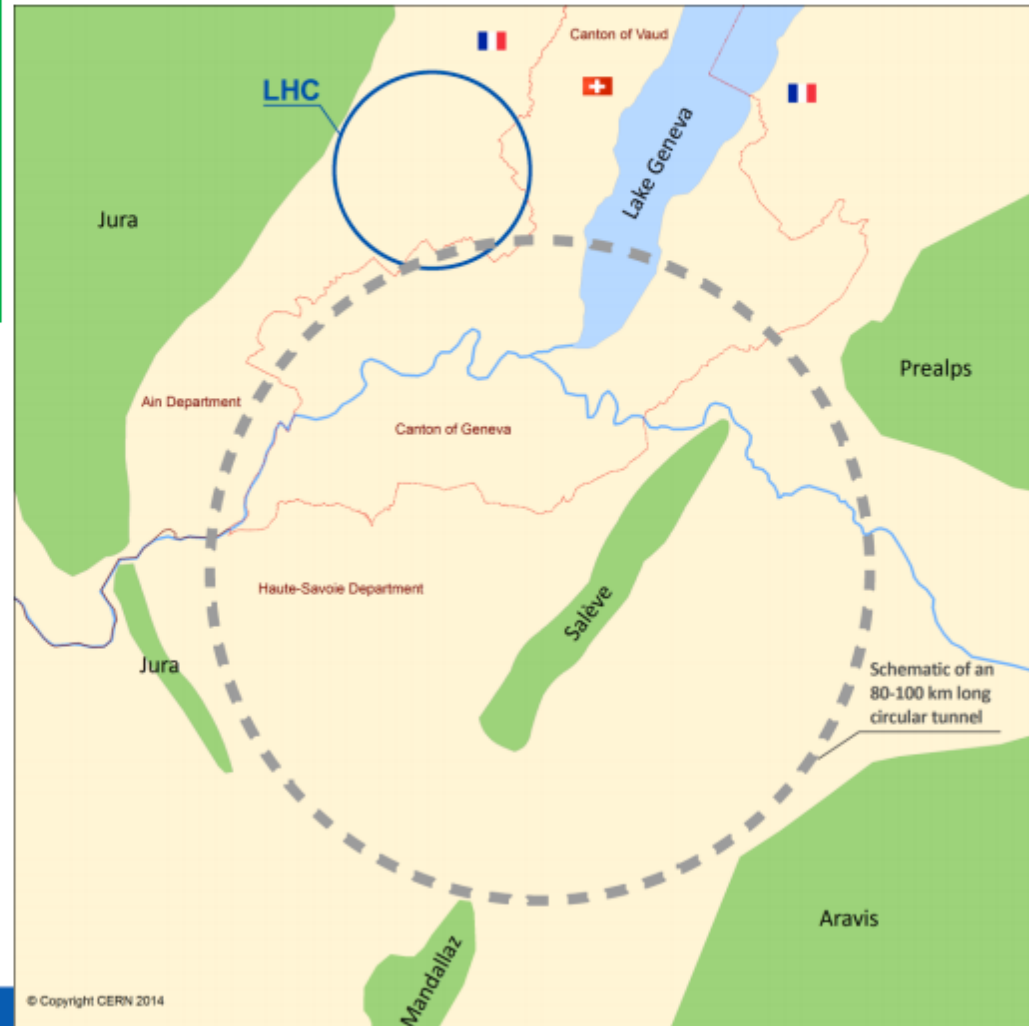 Canton of Vaud
LHC
Lake Geneva
Jura
Prealps
Ain Department
Canton of Geneva
Haute-Savoie Department
Salève
Jura
Schematic of an
80-100 km long
circular tunnel
Aravis
Mandallaz
© Copyright CERN 2014